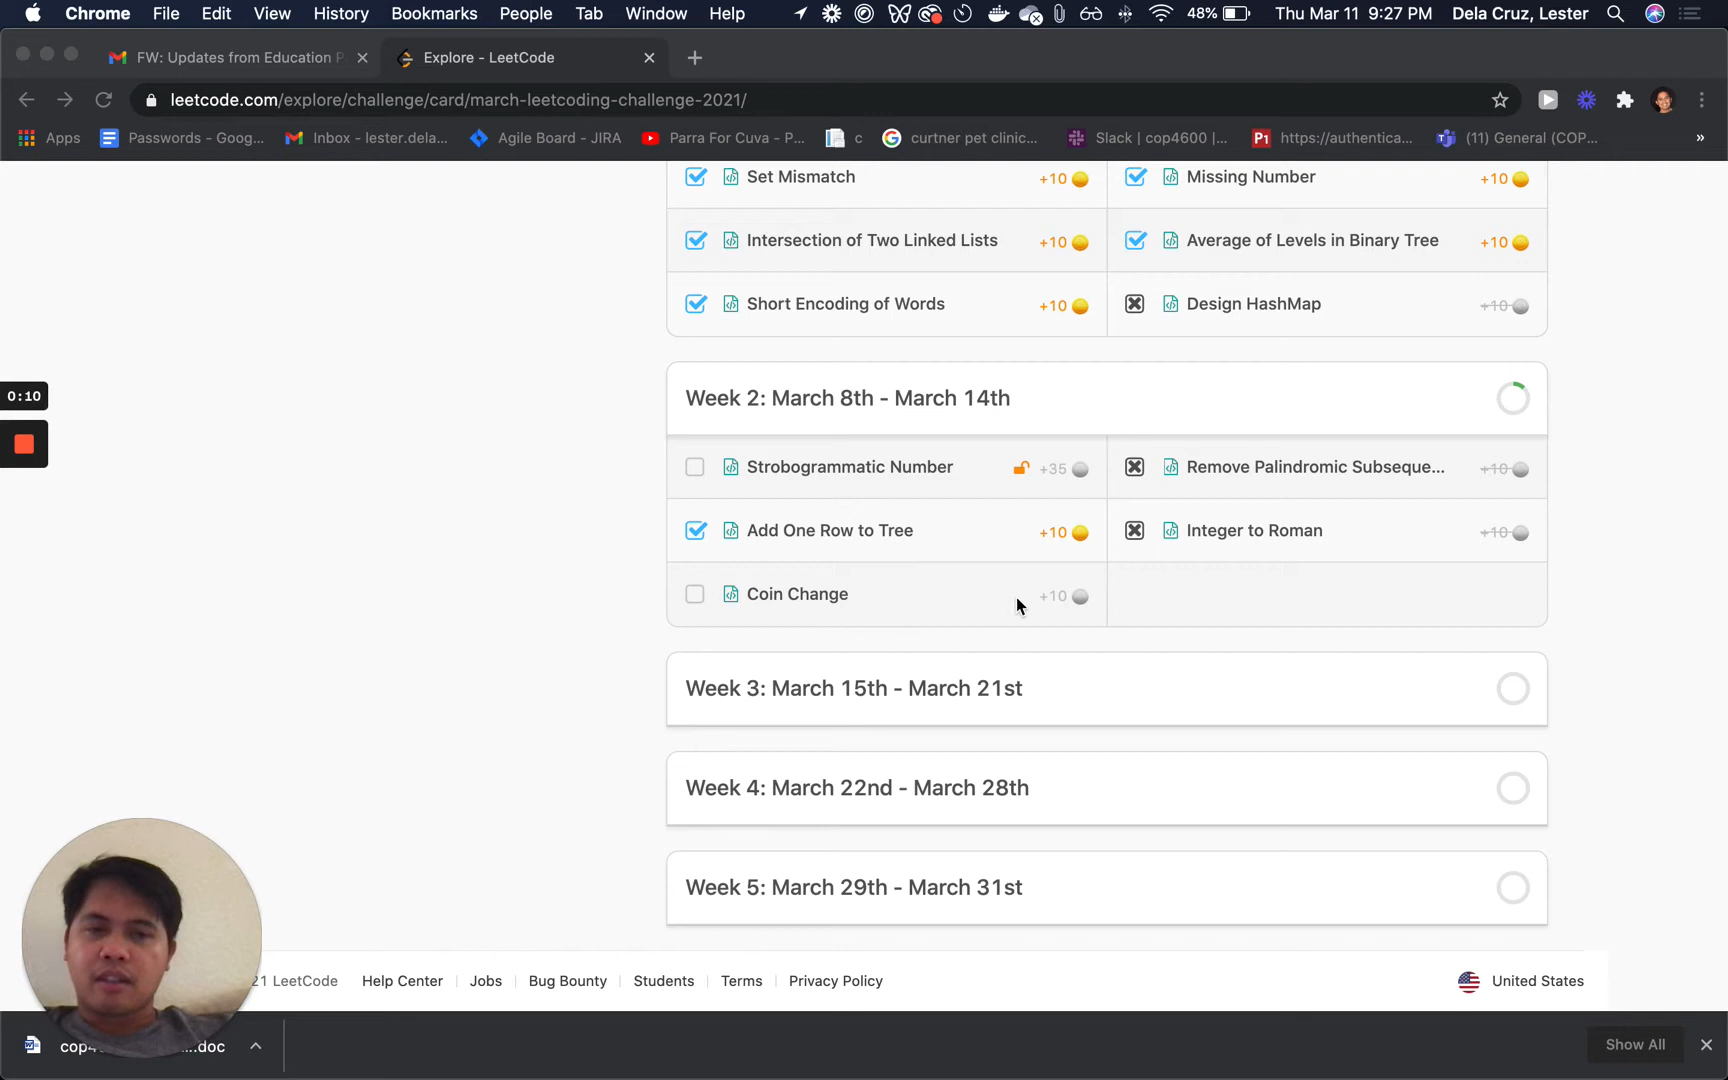 Chrome File Edit View History Bookmarks People Tab Window Help 48% Thu Mar 11 9:27 PM Dela Cruz, Lester
FW: Updates from Education P
Explore - LeetCode
leetcode.com/explore/challenge/card/march-leetcoding-challenge-2021/
Apps Passwords - Goog... Inbox - lester.dela... Agile Board - JIRA Parra For Cuva - P... c curtner pet clinic... Slack | cop4600 |... https://authentica... (11) General (COP... »
Set Mismatch +10
Missing Number +10
Intersection of Two Linked Lists +10
Average of Levels in Binary Tree +10
Short Encoding of Words +10
Design HashMap +10
0:10
Week 2: March 8th - March 14th
Strobogrammatic Number +35
Remove Palindromic Subseque... +10
Add One Row to Tree +10
Integer to Roman +10
Coin Change +10
Week 3: March 15th - March 21st
Week 4: March 22nd - March 28th
Week 5: March 29th - March 31st
21 LeetCode Help Center Jobs Bug Bounty Students Terms Privacy Policy United States
Show All